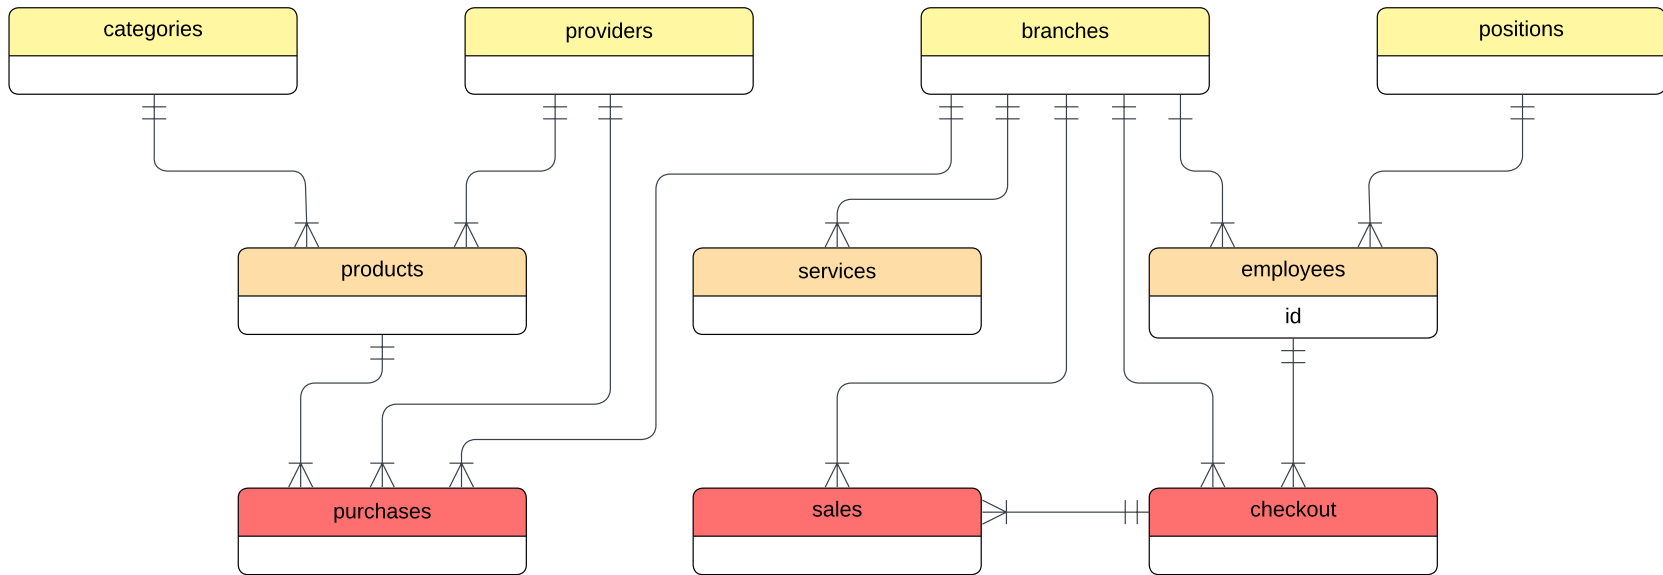 categories
providers
branches
positions
products
services
employees
id
purchases
sales
checkout